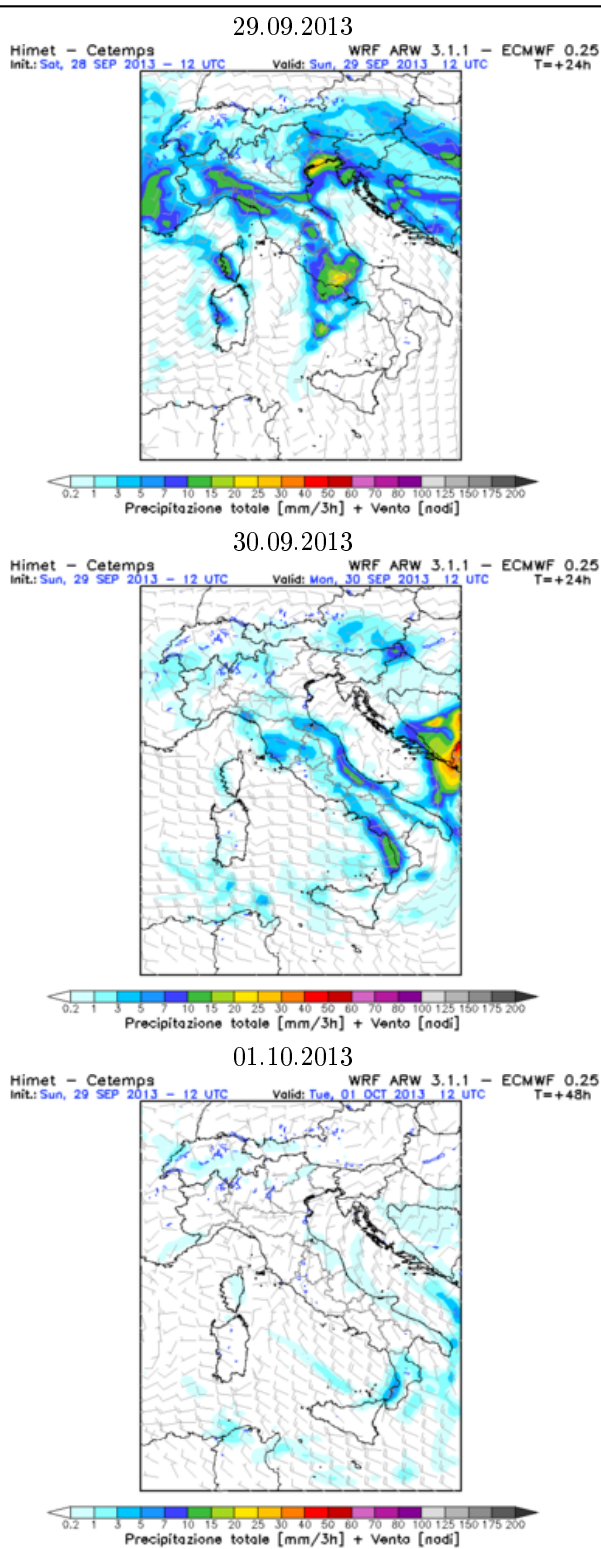 29.09.2013
Himet – Cetemps WRF ARW 3.1.1 – ECMWF 0.25
Init.: Sat, 28 SEP 2013 – 12 UTC Valid: Sun, 29 SEP 2013 12 UTC T=+24h
0.2 1 3 5 7 10 15 20 25 30 40 50 60 70 80 100 125 150 175 200
Precipitazione totale [mm/3h] + Vento [nodi]
30.09.2013
Himet – Cetemps WRF ARW 3.1.1 – ECMWF 0.25
Init.: Sun, 29 SEP 2013 – 12 UTC Valid: Mon, 30 SEP 2013 12 UTC T=+24h
0.2 1 3 5 7 10 15 20 25 30 40 50 60 70 80 100 125 150 175 200
Precipitazione totale [mm/3h] + Vento [nodi]
01.10.2013
Himet – Cetemps WRF ARW 3.1.1 – ECMWF 0.25
Init.: Sun, 29 SEP 2013 – 12 UTC Valid: Tue, 01 OCT 2013 12 UTC T=+48h
0.2 1 3 5 7 10 15 20 25 30 40 50 60 70 80 100 125 150 175 200
Precipitazione totale [mm/3h] + Vento [nodi]